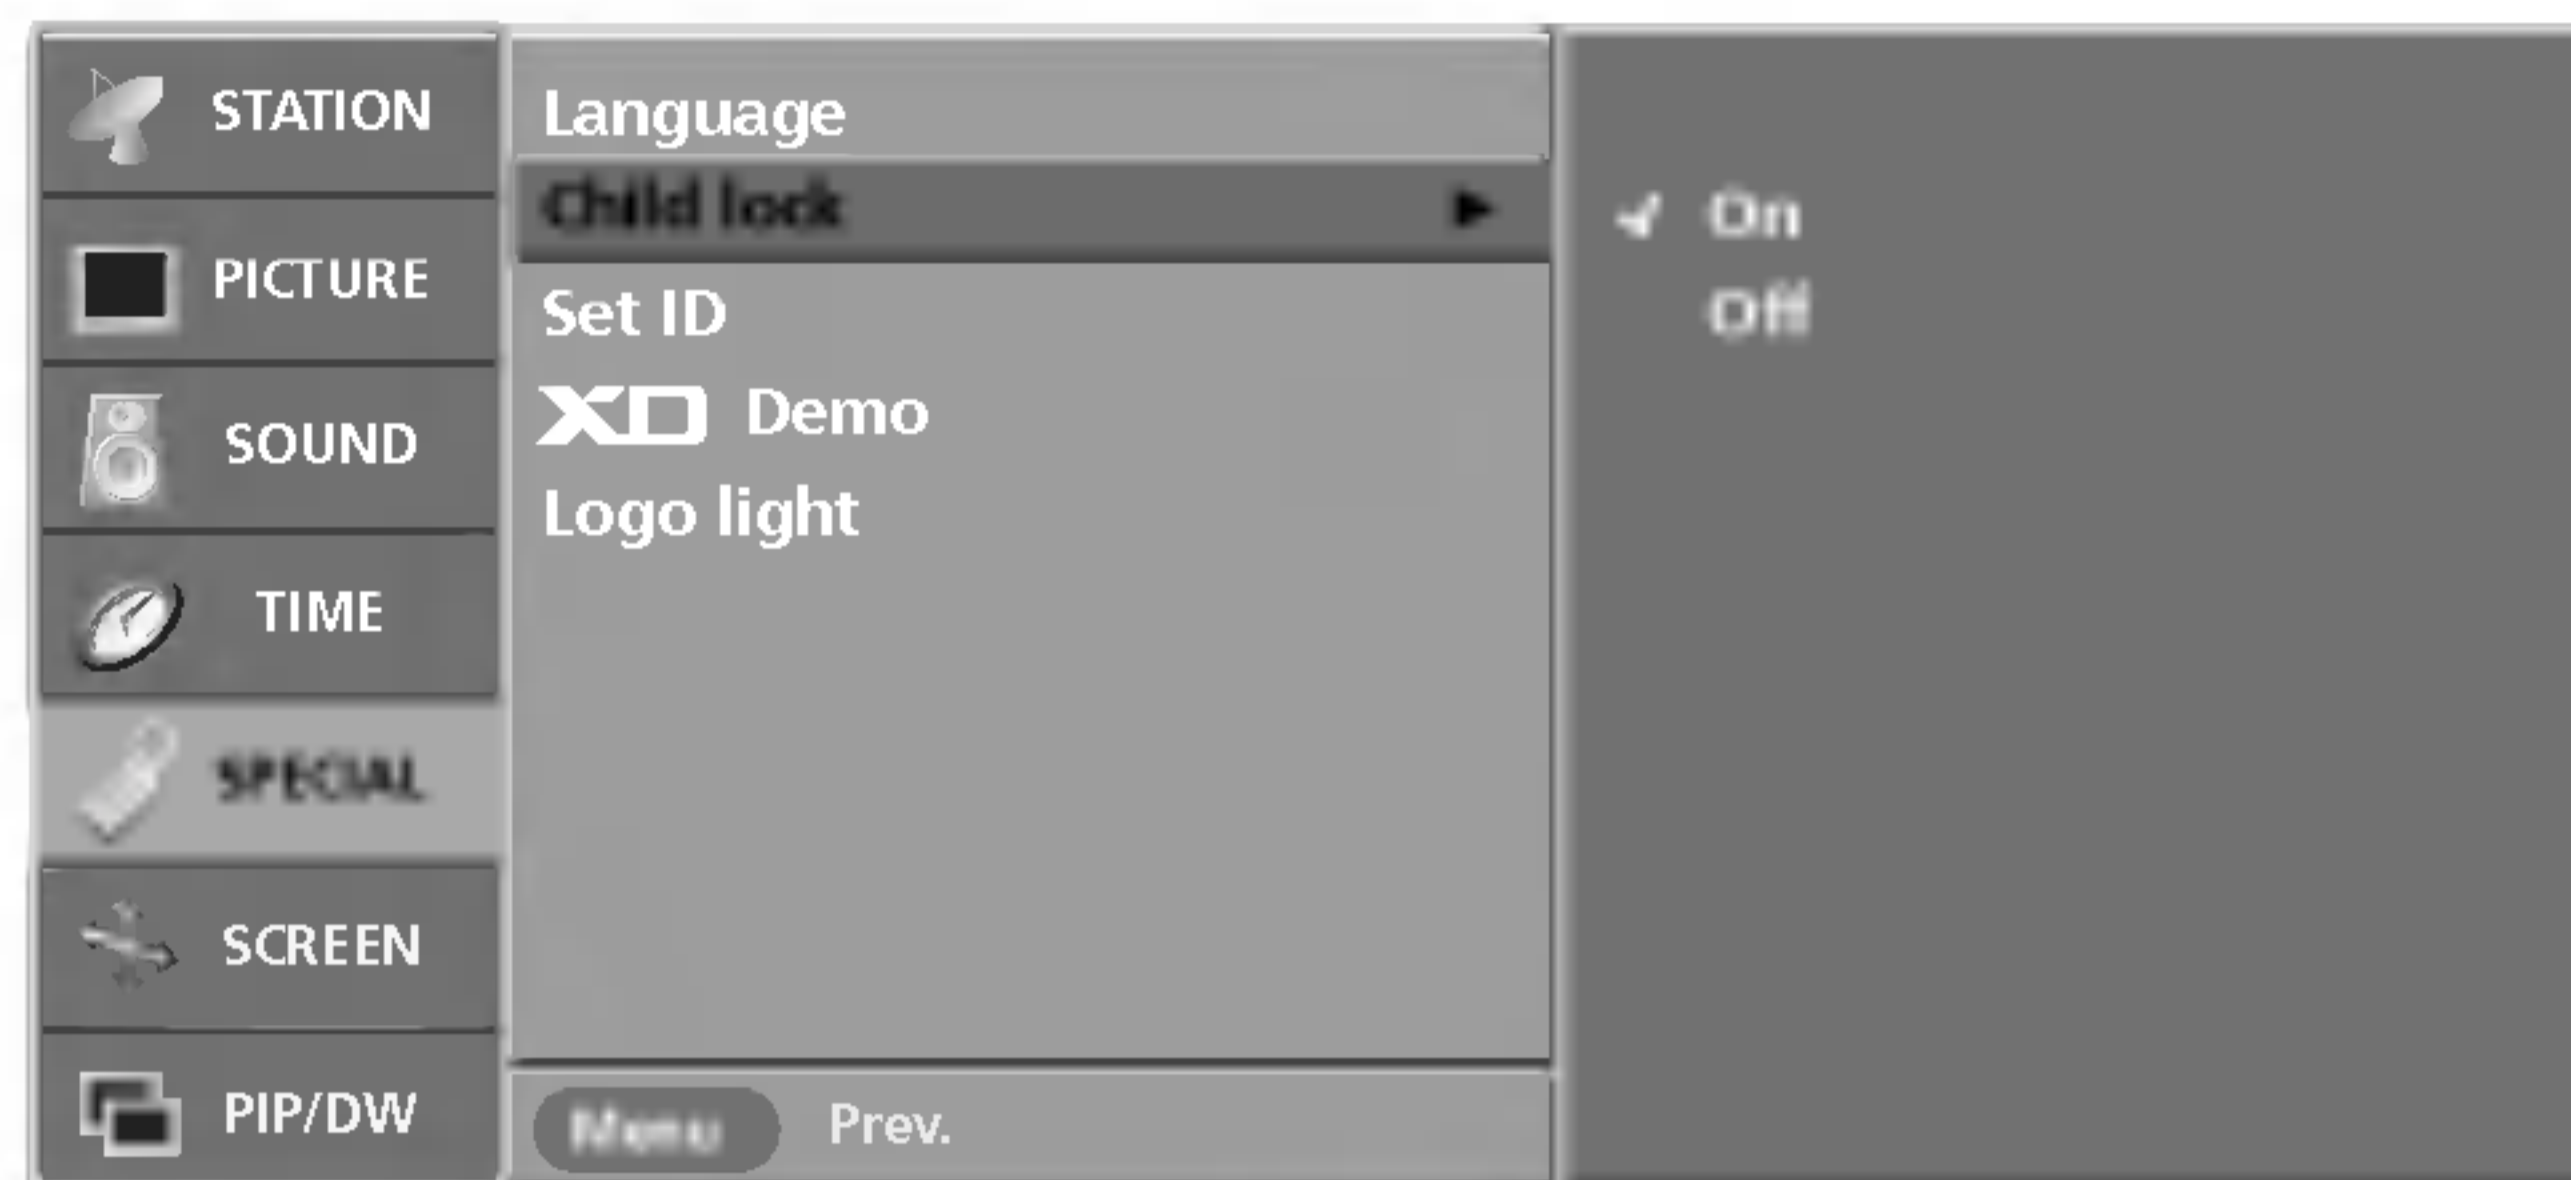 STATION
PICTURE
SOUND
TIME
SPECIAL
SCREEN
PIP/DW
Language
Child lock
Set ID
XD Demo
Logo light
Menu Prev.
On
Off